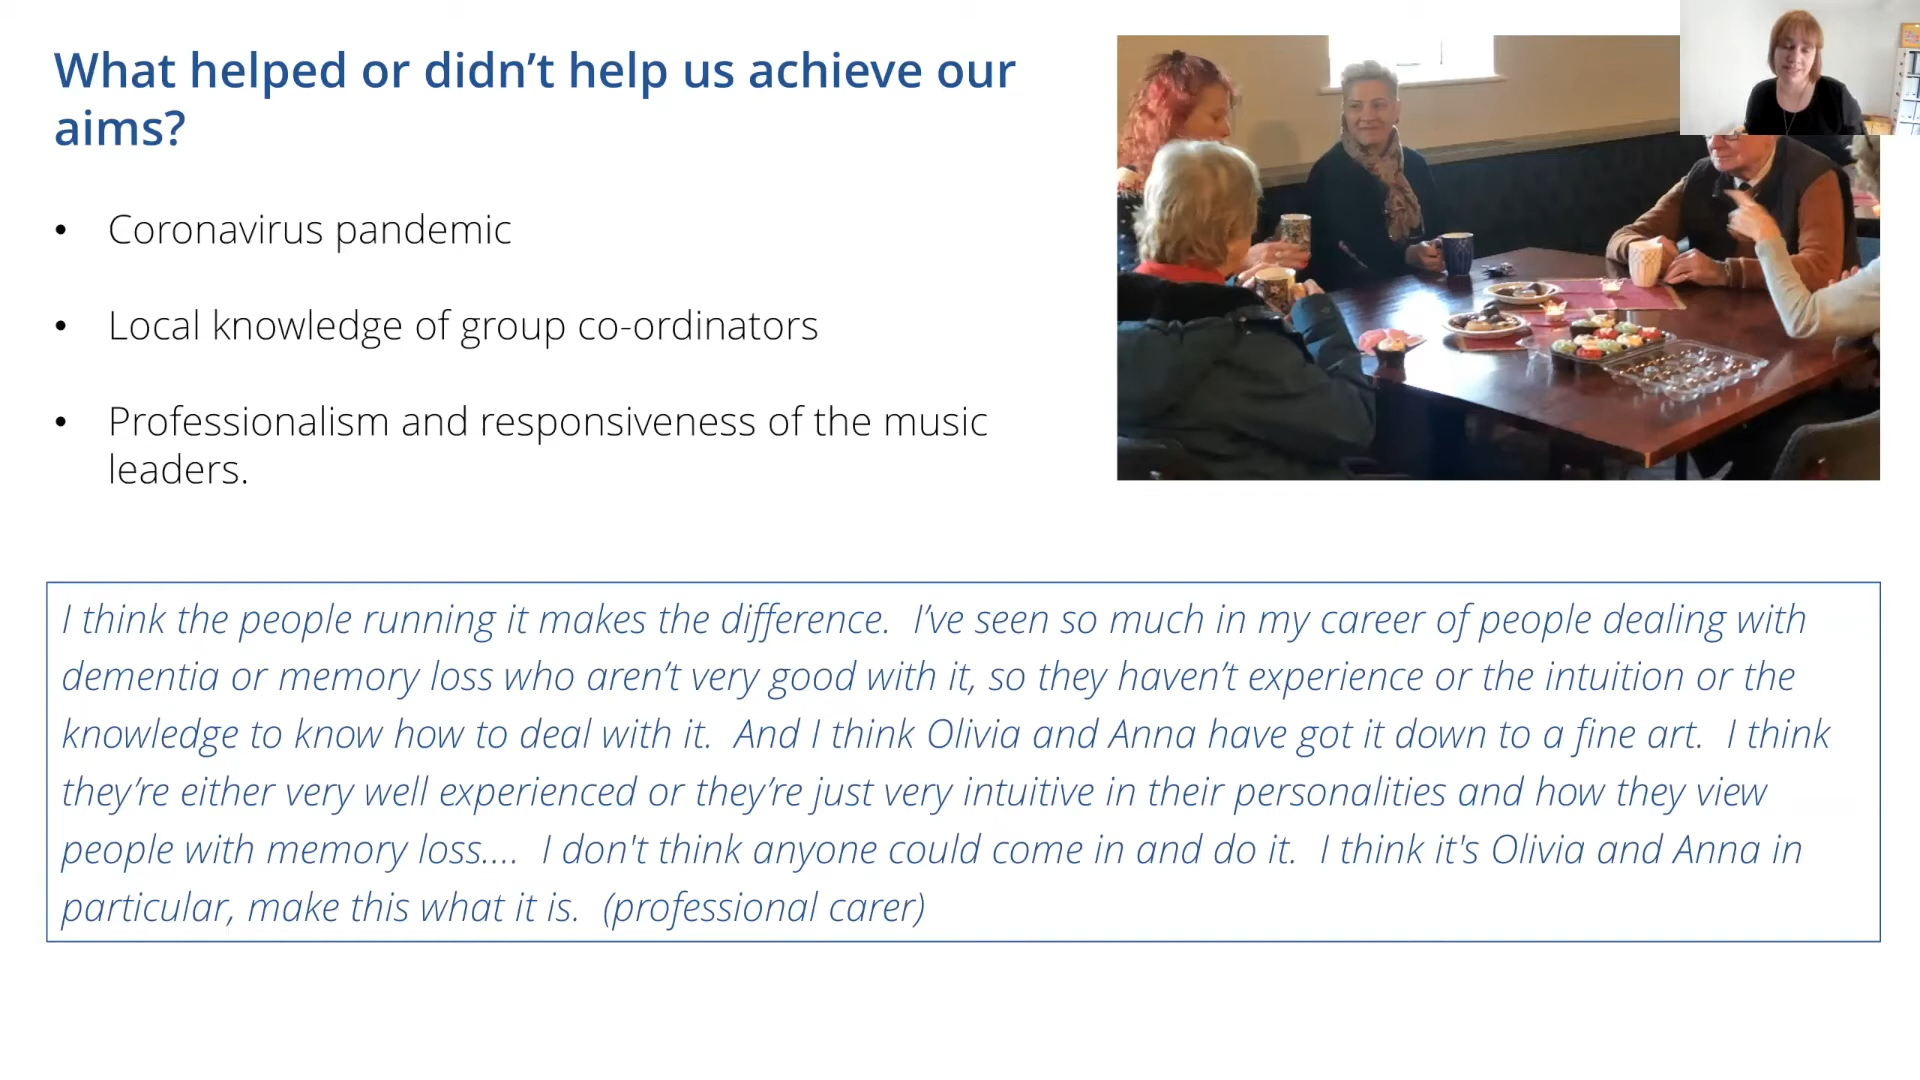 What helped or didn’t help us achieve our
aims?
• Coronavirus pandemic
• Local knowledge of group co-ordinators
• Professionalism and responsiveness of the music
leaders.
I think the people running it makes the difference.  I’ve seen so much in my career of people dealing with
dementia or memory loss who aren’t very good with it, so they haven’t experience or the intuition or the
knowledge to know how to deal with it.  And I think Olivia and Anna have got it down to a fine art.  I think
they’re either very well experienced or they’re just very intuitive in their personalities and how they view
people with memory loss….  I don't think anyone could come in and do it.  I think it's Olivia and Anna in
particular, make this what it is.  (professional carer)